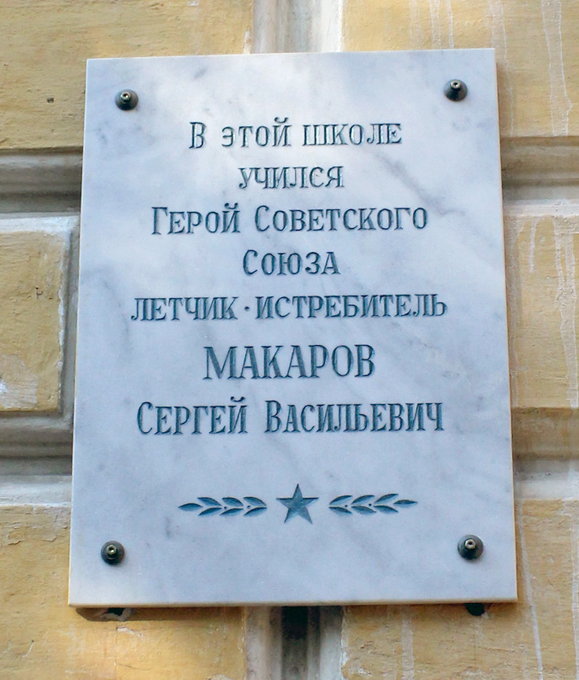 В этой школе
учился
Герой Советского
Союза
летчик·истребитель
МАКАРОВ
Сергей Васильевич